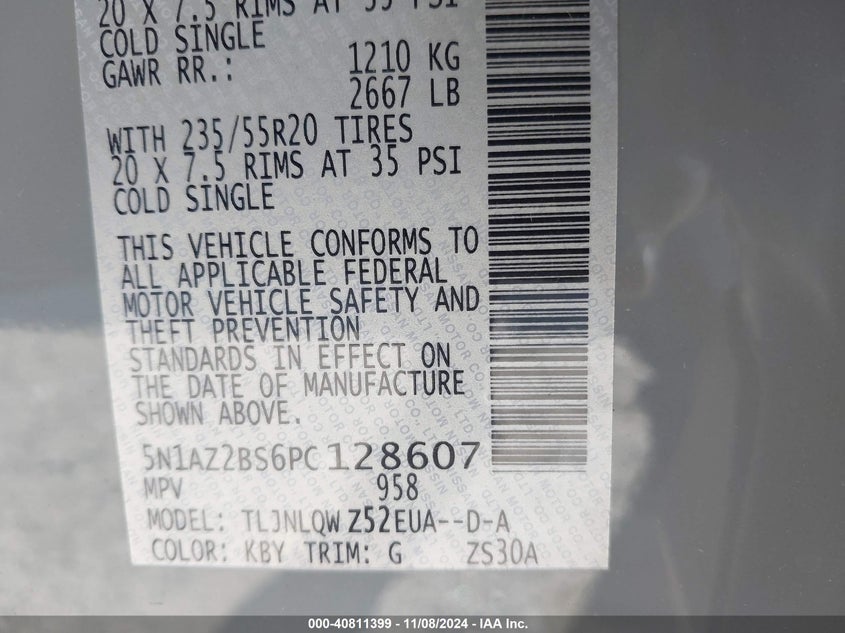 20 X 7.5 RIMS AT 35 PSI
COLD SINGLE
GAWR RR.: 1210 KG
2667 LB
WITH 235/55R20 TIRES
20 X 7.5 RIMS AT 35 PSI
COLD SINGLE
THIS VEHICLE CONFORMS TO
ALL APPLICABLE FEDERAL
MOTOR VEHICLE SAFETY AND
THEFT PREVENTION
STANDARDS IN EFFECT ON
THE DATE OF MANUFACTURE
SHOWN ABOVE.
5N1AZ2BS6PC128607
MPV 958
MODEL: TLJNLQW Z52EUA--D-A
COLOR: KBY TRIM: G ZS30A
000-40811399 - 11/08/2024 - IAA Inc.